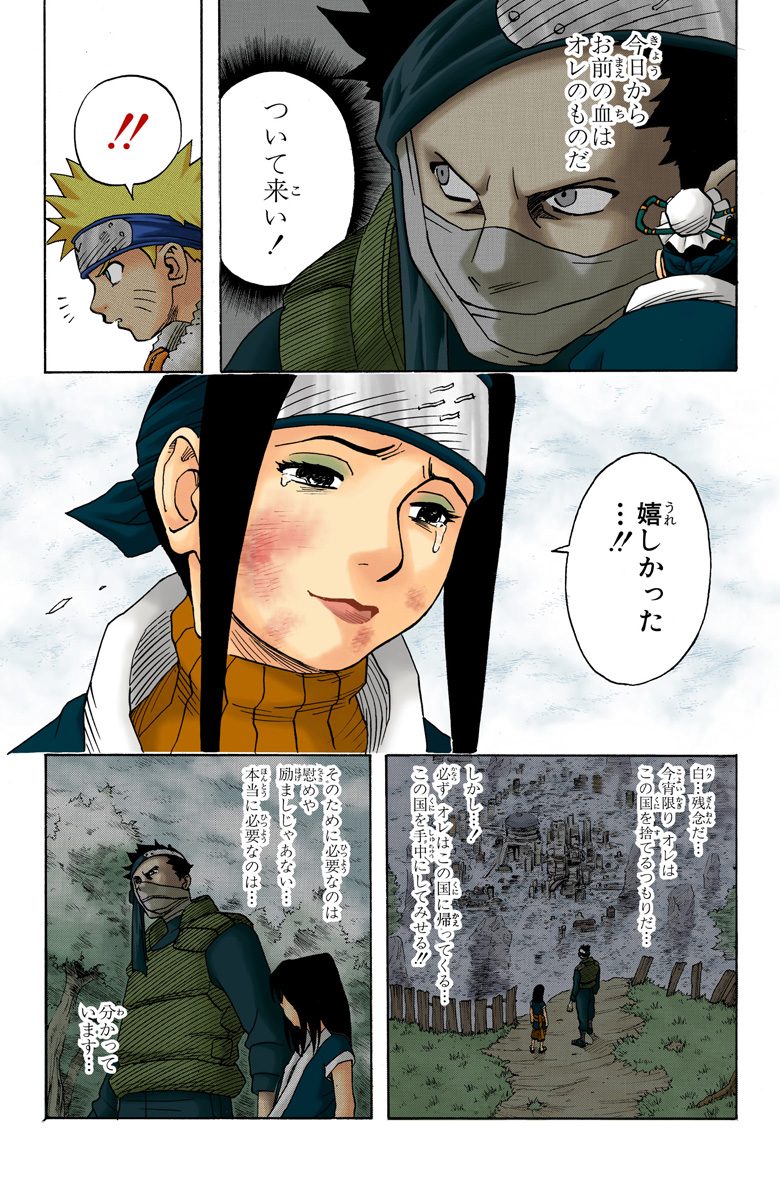 今日から
お前の血は
オレのものだ
ついて来い!
!!
嬉しかった
…!!
白…残念だ…
今宵限り オレは
この国を捨てるつもりだ…
しかし…!
必ず オレはこの国に帰ってくる…
この国を手中にしてみせる!!
そのために必要なのは
慰めや
励ましじゃあない…
本当に必要なのは…
分かって
います…